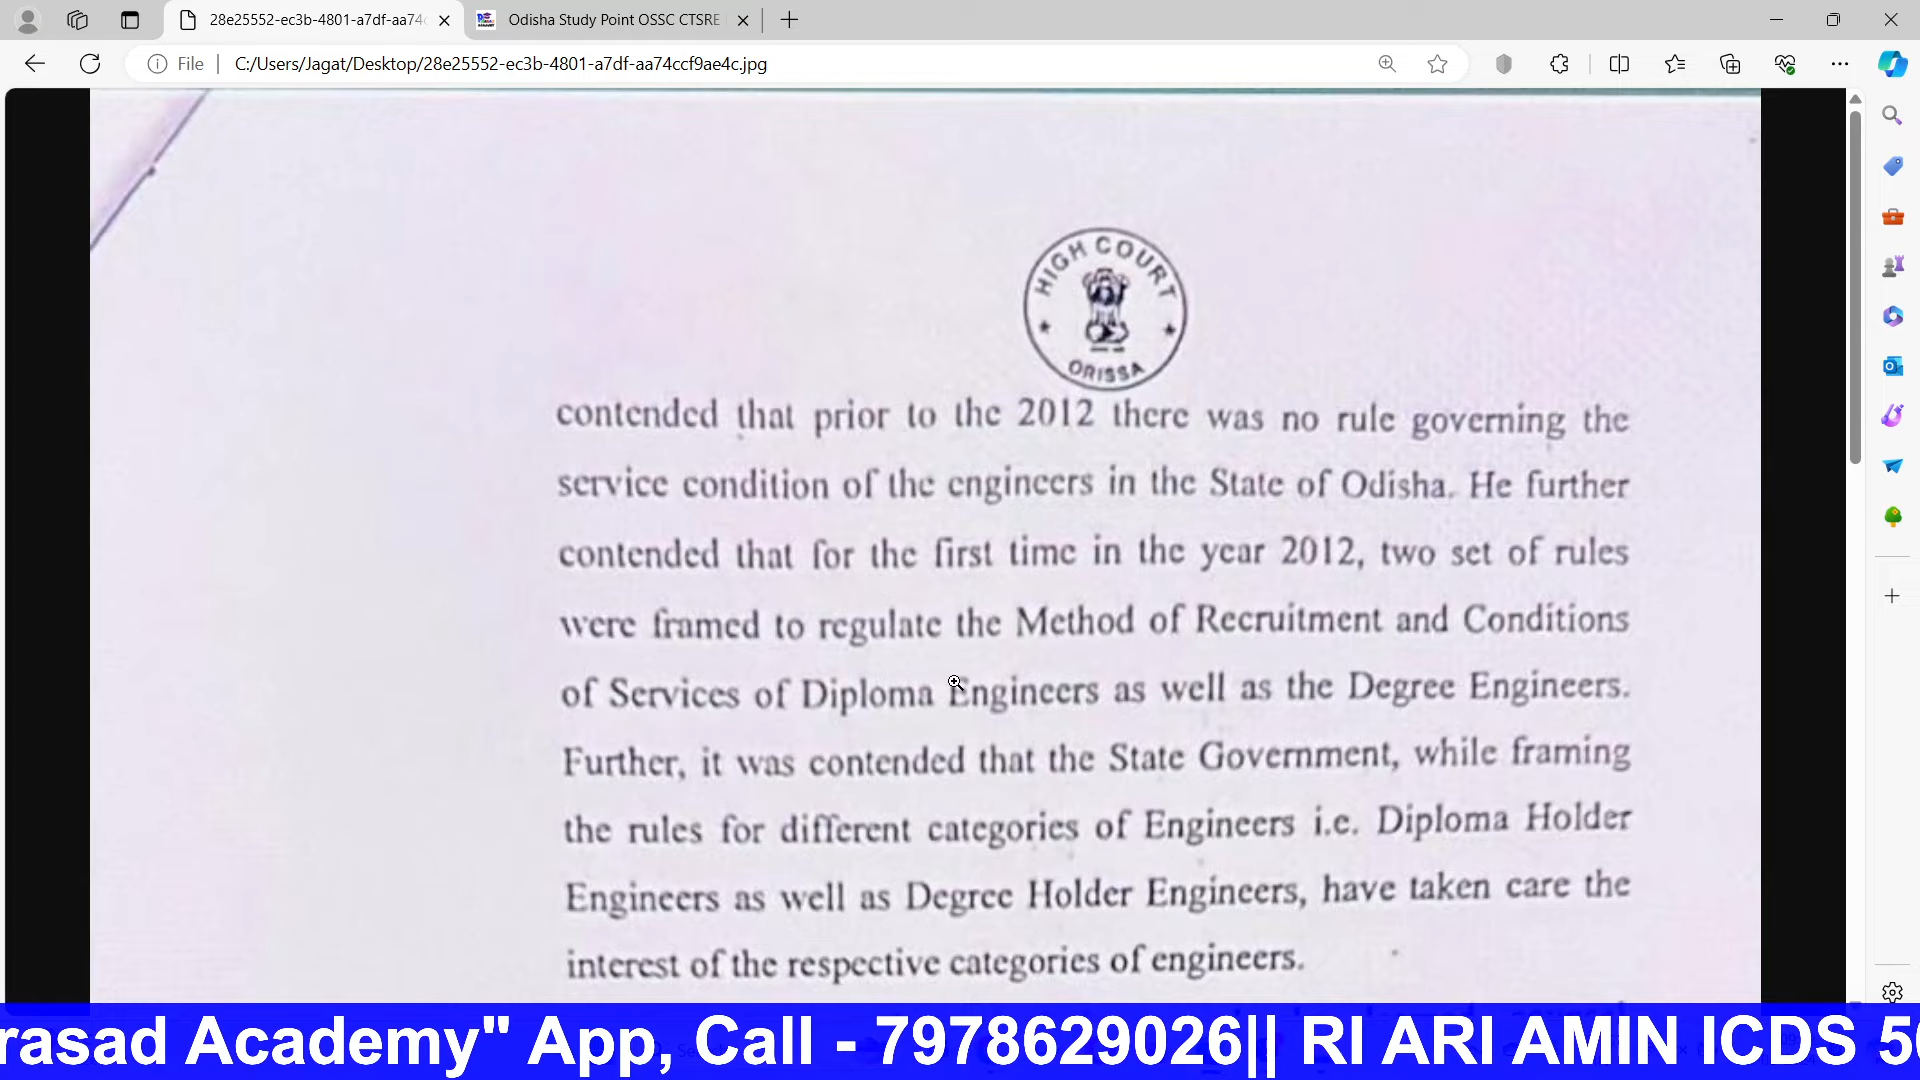 28e25552-ec3b-4801-a7df-aa74c
Odisha Study Point OSSC CTSRE
File
C:/Users/Jagat/Desktop/28e25552-ec3b-4801-a7df-aa74ccf9ae4c.jpg
HIGH COURT
ORISSA
contended that prior to the 2012 there was no rule governing the
service condition of the engineers in the State of Odisha. He further
contended that for the first time in the year 2012, two set of rules
were framed to regulate the Method of Recruitment and Conditions
of Services of Diploma Engineers as well as the Degree Engineers.
Further, it was contended that the State Government, while framing
the rules for different categories of Engineers i.e. Diploma Holder
Engineers as well as Degree Holder Engineers, have taken care the
interest of the respective categories of engineers.
rasad Academy" App, Call - 7978629026|| RI ARI AMIN ICDS 50